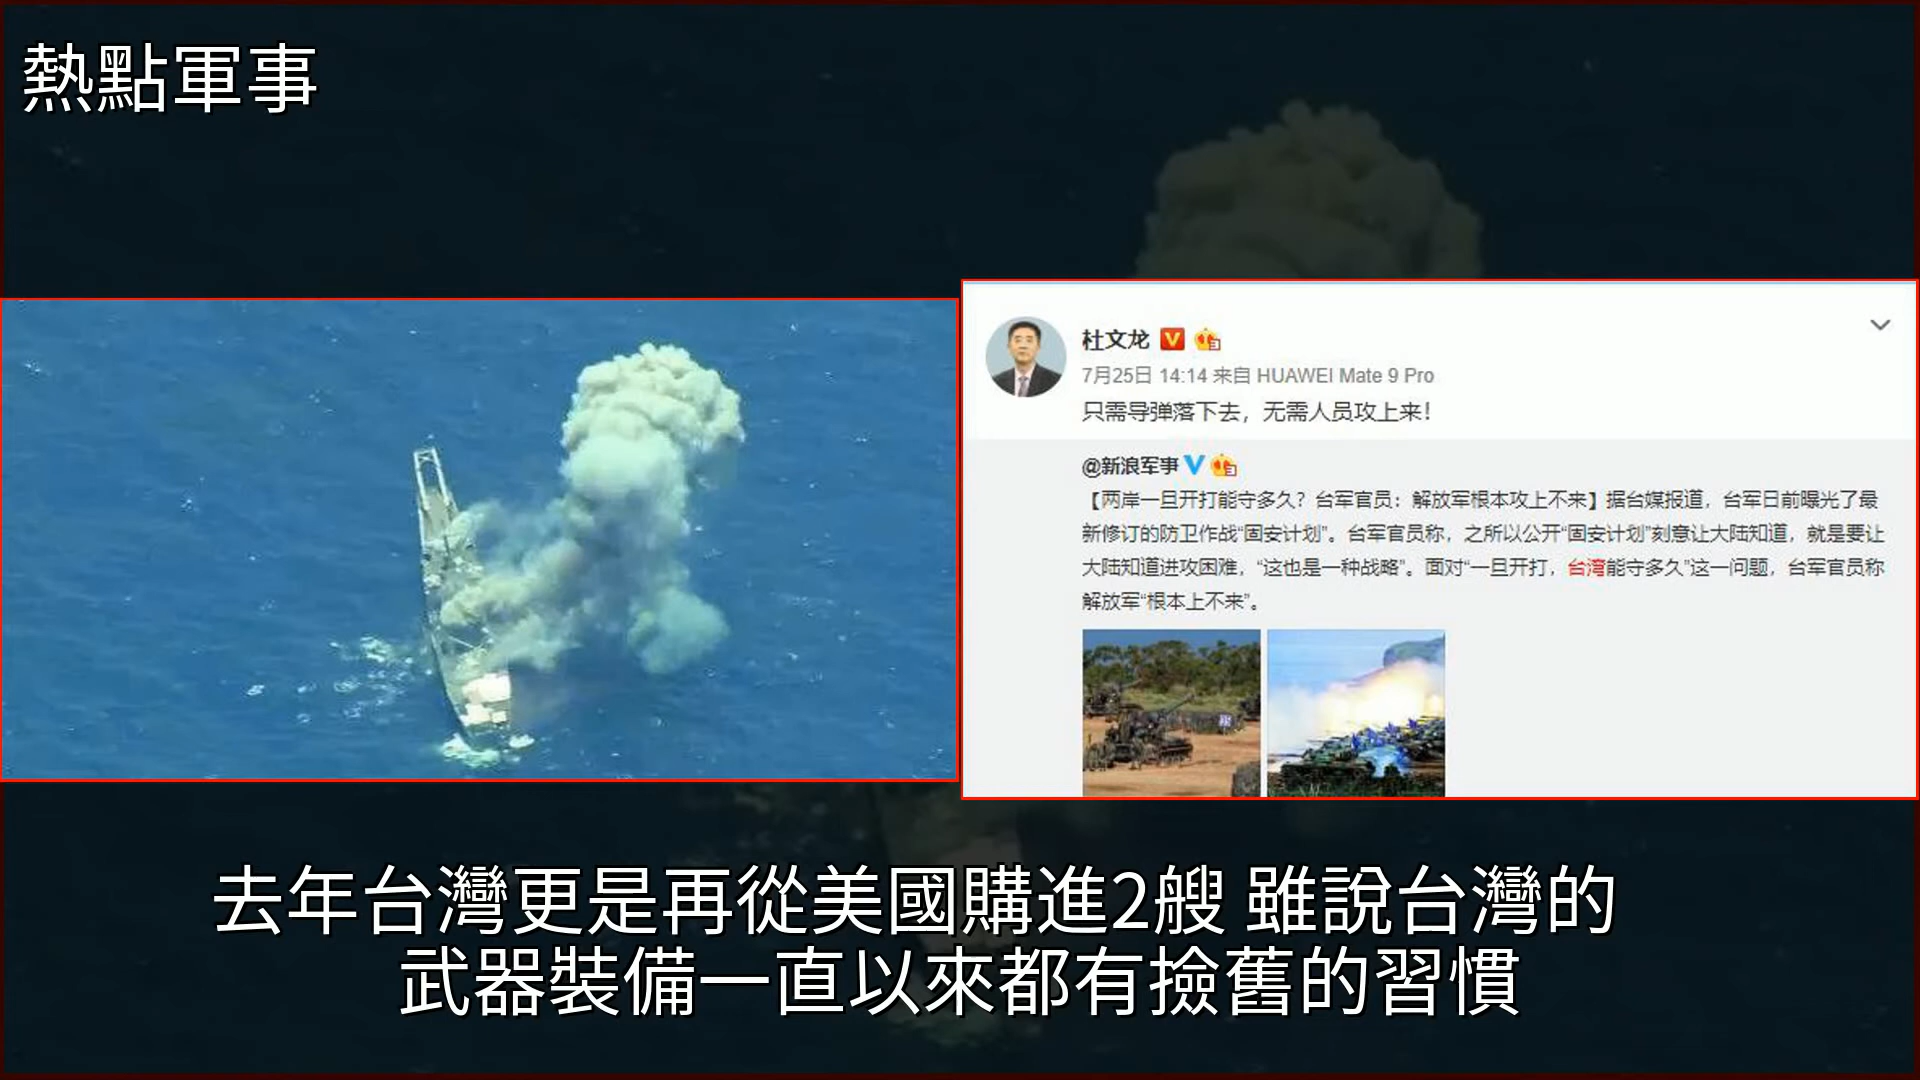 熱點軍事
杜文龙
7月25日 14:14 来自 HUAWEI Mate 9 Pro
只需导弹落下去，无需人员攻上来！
@新浪军事
【两岸一旦开打能守多久？台军官员：解放军根本攻上不来】据台媒报道，台军日前曝光了最
新修订的防卫作战“固安计划”。台军官员称，之所以公开“固安计划”刻意让大陆知道，就是要让
大陆知道进攻困难，“这也是一种战略”。面对“一旦开打，台湾能守多久”这一问题，台军官员称
解放军“根本上不来”。
去年台灣更是再從美國購進2艘 雖說台灣的
武器裝備一直以來都有撿舊的習慣